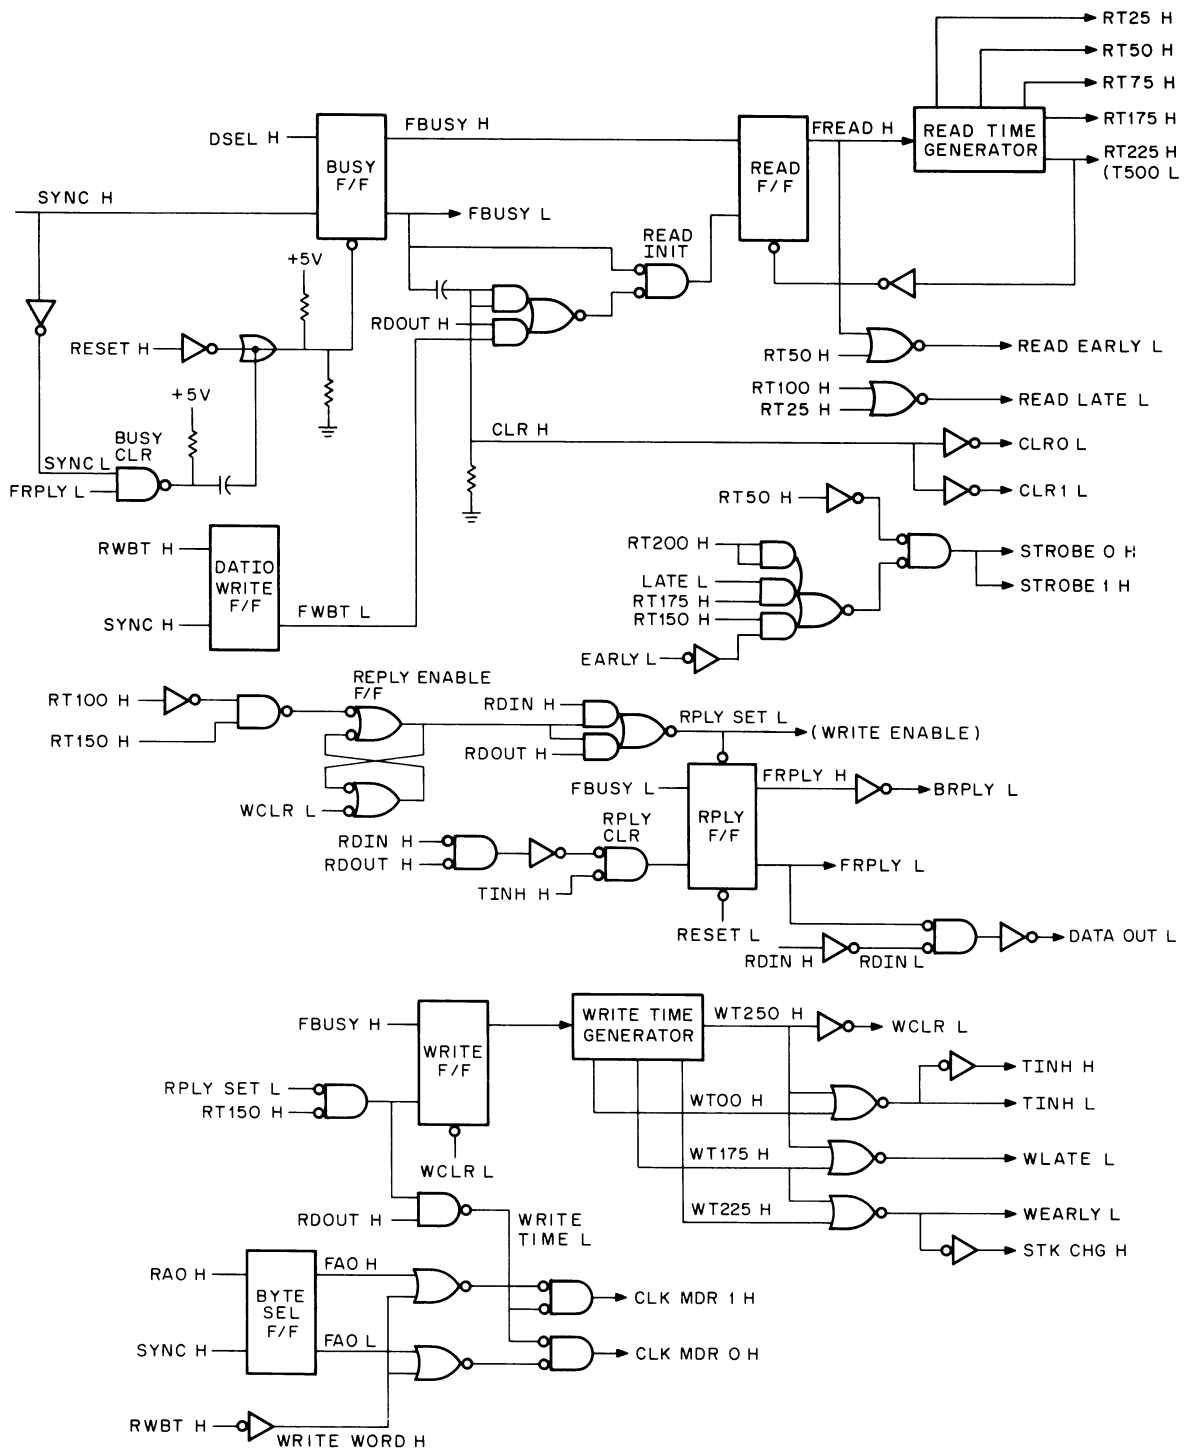 RT25 H
RT50 H
RT75 H
RT175 H
RT225 H
(T500 L
DSEL H
FBUSY H
BUSY
F/F
SYNC H
FBUSY L
READ
F/F
FREAD H
READ TIME
GENERATOR
READ
INIT
+5V
RDOUT H
RESET H
RT50 H
READ EARLY L
RT100 H
RT25 H
READ LATE L
+5V
BUSY
CLR
SYNC L
FRPLY L
CLR H
CLR0 L
CLR1 L
RT50 H
RWBT H
DATIO
WRITE
F/F
SYNC H
FWBT L
RT200 H
LATE L
RT175 H
RT150 H
EARLY L
STROBE 0 H
STROBE 1 H
RT100 H
RT150 H
REPLY ENABLE
F/F
WCLR L
RDIN H
RDOUT H
RPLY SET L
(WRITE ENABLE)
FBUSY L
RPLY
F/F
FRPLY H
BRPLY L
RDIN H
RDOUT H
RPLY
CLR
TINH H
FRPLY L
RESET L
RDIN H
RDIN L
DATA OUT L
FBUSY H
WRITE
F/F
WRITE TIME
GENERATOR
WT250 H
WCLR L
RPLY SET L
RT150 H
WCLR L
WT00 H
TINH H
TINH L
WT175 H
WLATE L
WT225 H
WEARLY L
STK CHG H
RDOUT H
WRITE
TIME L
RAO H
BYTE
SEL
F/F
SYNC H
FAO H
FAO L
CLK MDR 1 H
CLK MDR 0 H
RWBT H
WRITE WORD H